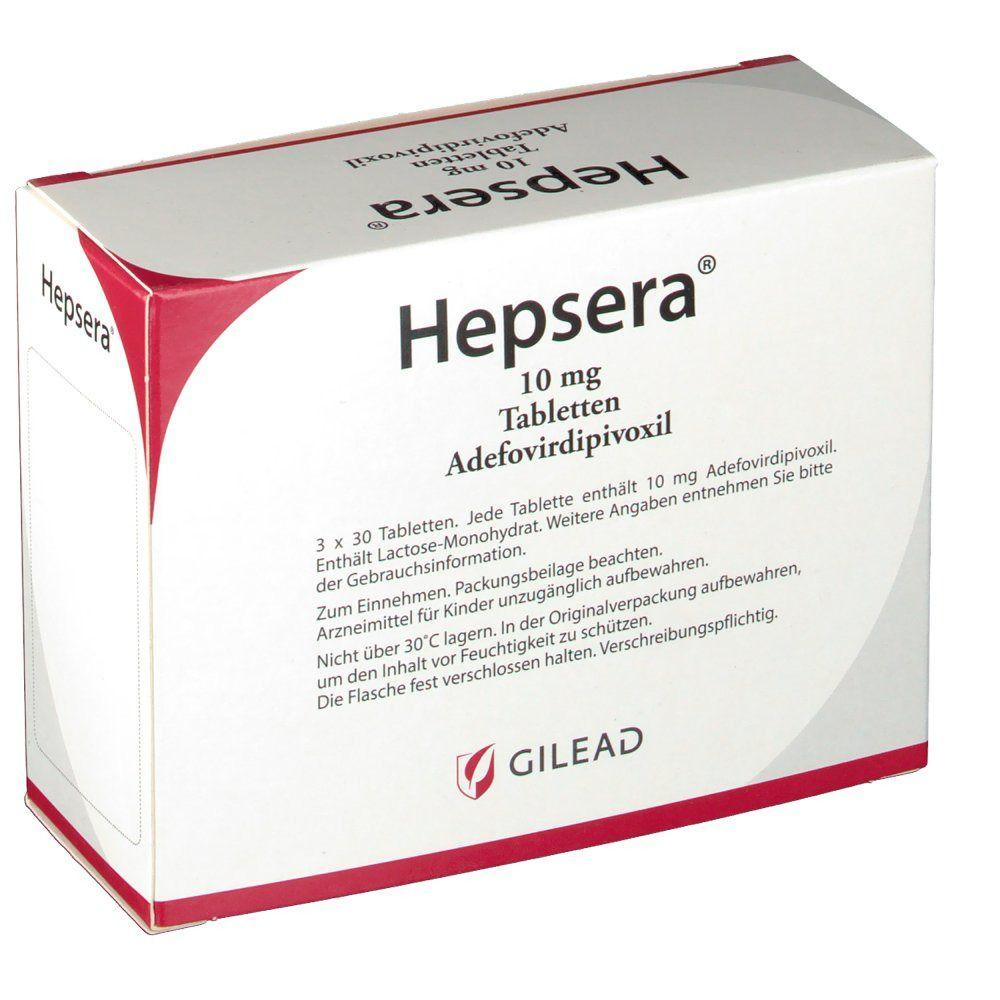 Adefovirdipivoxil
Tabletten
10 mg
Hepsera®
Hepsera®
Hepsera®
10 mg
Tabletten
Adefovirdipivoxil
3 x 30 Tabletten. Jede Tablette enthält 10 mg Adefovirdipivoxil.
Enthält Lactose-Monohydrat. Weitere Angaben entnehmen Sie bitte
der Gebrauchsinformation.
Zum Einnehmen. Packungsbeilage beachten.
Arzneimittel für Kinder unzugänglich aufbewahren.
Nicht über 30°C lagern. In der Originalverpackung aufbewahren,
um den Inhalt vor Feuchtigkeit zu schützen.
Die Flasche fest verschlossen halten. Verschreibungspflichtig.
GILEAD